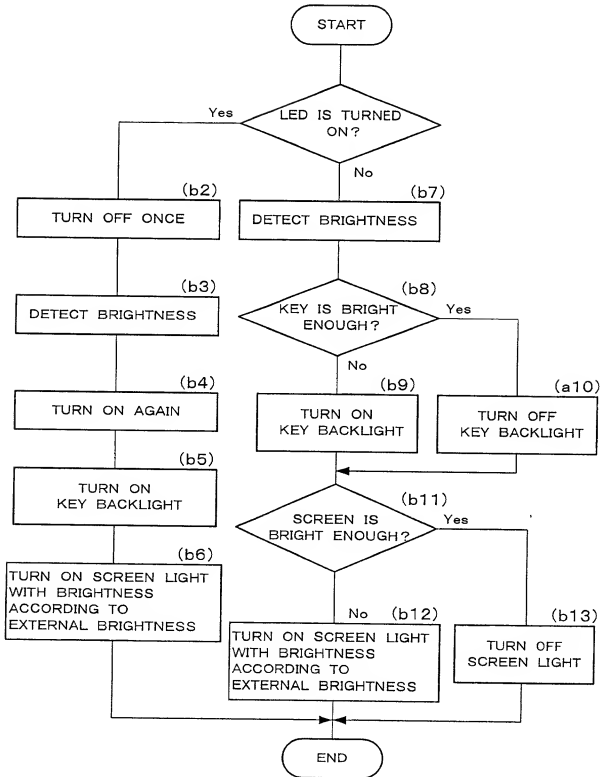 START
LED IS TURNED
ON?
Yes
No
(b2)
TURN OFF ONCE
(b7)
DETECT BRIGHTNESS
(b3)
DETECT BRIGHTNESS
(b8)
KEY IS BRIGHT
ENOUGH?
Yes
No
(b4)
TURN ON AGAIN
(b9)
TURN ON
KEY BACKLIGHT
(a10)
TURN OFF
KEY BACKLIGHT
(b5)
TURN ON
KEY BACKLIGHT
(b11)
SCREEN IS
BRIGHT ENOUGH?
Yes
No
(b6)
TURN ON SCREEN LIGHT
WITH BRIGHTNESS
ACCORDING TO
EXTERNAL BRIGHTNESS
(b12)
TURN ON SCREEN LIGHT
WITH BRIGHTNESS
ACCORDING TO
EXTERNAL BRIGHTNESS
(b13)
TURN OFF
SCREEN LIGHT
END